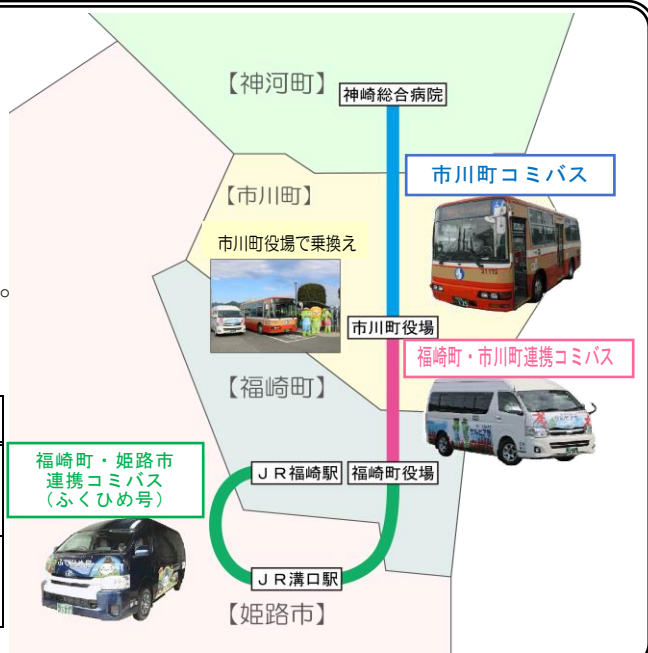 【神河町】
神崎総合病院
市川町コミバス
【市川町】
市川町役場で乗換え
。
市川町役場
福崎町・市川町連携コミバス
【福崎町】
福崎町・姫路市
連携コミバス
(ふくひめ号)
JR福崎駅
福崎町役場
JR溝口駅
【姫路市】